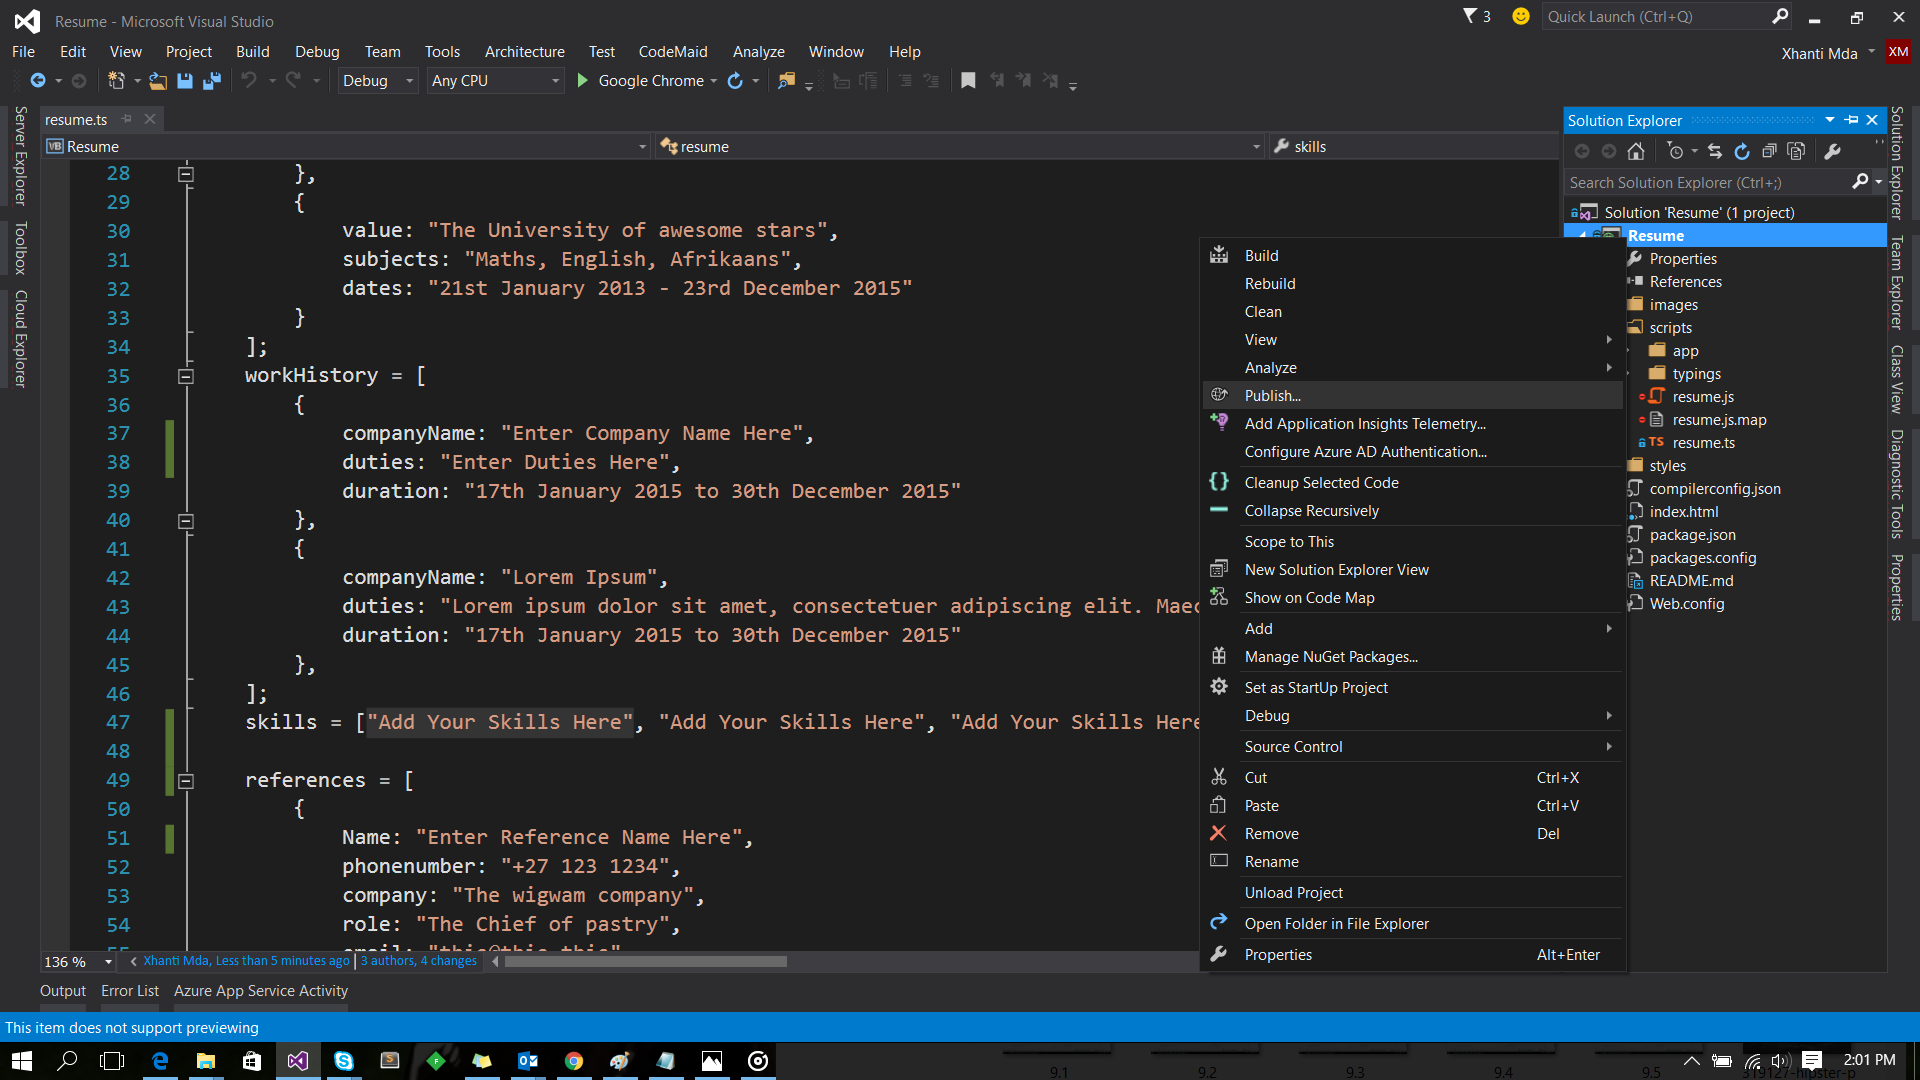 Resume - Microsoft Visual Studio
3
Quick Launch (Ctrl+Q)
File Edit View Project Build Debug Team Tools Architecture Test CodeMaid Analyze Window Help
Xhanti Mda XM
Debug Any CPU Google Chrome
Server Explorer
Toolbox
Cloud Explorer
resume.ts
Resume resume skills
28 },
29 {
30 value: "The University of awesome stars",
31 subjects: "Maths, English, Afrikaans",
32 dates: "21st January 2013 - 23rd December 2015"
33 }
34 ];
35 workHistory = [
36 {
37 companyName: "Enter Company Name Here",
38 duties: "Enter Duties Here",
39 duration: "17th January 2015 to 30th December 2015"
40 },
41 {
42 companyName: "Lorem Ipsum",
43 duties: "Lorem ipsum dolor sit amet, consectetuer adipiscing elit. Maec
44 duration: "17th January 2015 to 30th December 2015"
45 },
46 ];
47 skills = ["Add Your Skills Here", "Add Your Skills Here", "Add Your Skills Here
48
49 references = [
50 {
51 Name: "Enter Reference Name Here",
52 phonenumber: "+27 123 1234",
53 company: "The wigwam company",
54 role: "The Chief of pastry",
55 email: "this@this.this"
136 % Xhanti Mda, Less than 5 minutes ago | 3 authors, 4 changes
Build
Rebuild
Clean
View
Analyze
Publish...
Add Application Insights Telemetry...
Configure Azure AD Authentication...
Cleanup Selected Code
Collapse Recursively
Scope to This
New Solution Explorer View
Show on Code Map
Add
Manage NuGet Packages...
Set as StartUp Project
Debug
Source Control
Cut Ctrl+X
Paste Ctrl+V
Remove Del
Rename
Unload Project
Open Folder in File Explorer
Properties Alt+Enter
Solution Explorer
Search Solution Explorer (Ctrl+;)
Solution 'Resume' (1 project)
Resume
Properties
References
images
scripts
app
typings
resume.js
resume.js.map
TS resume.ts
styles
compilerconfig.json
index.html
package.json
packages.config
README.md
Web.config
Solution Explorer
Team Explorer
Class View
Diagnostic Tools
Properties
Output Error List Azure App Service Activity
This item does not support previewing
9.1 9.2 9.3 9.4 9.5
2:01 PM